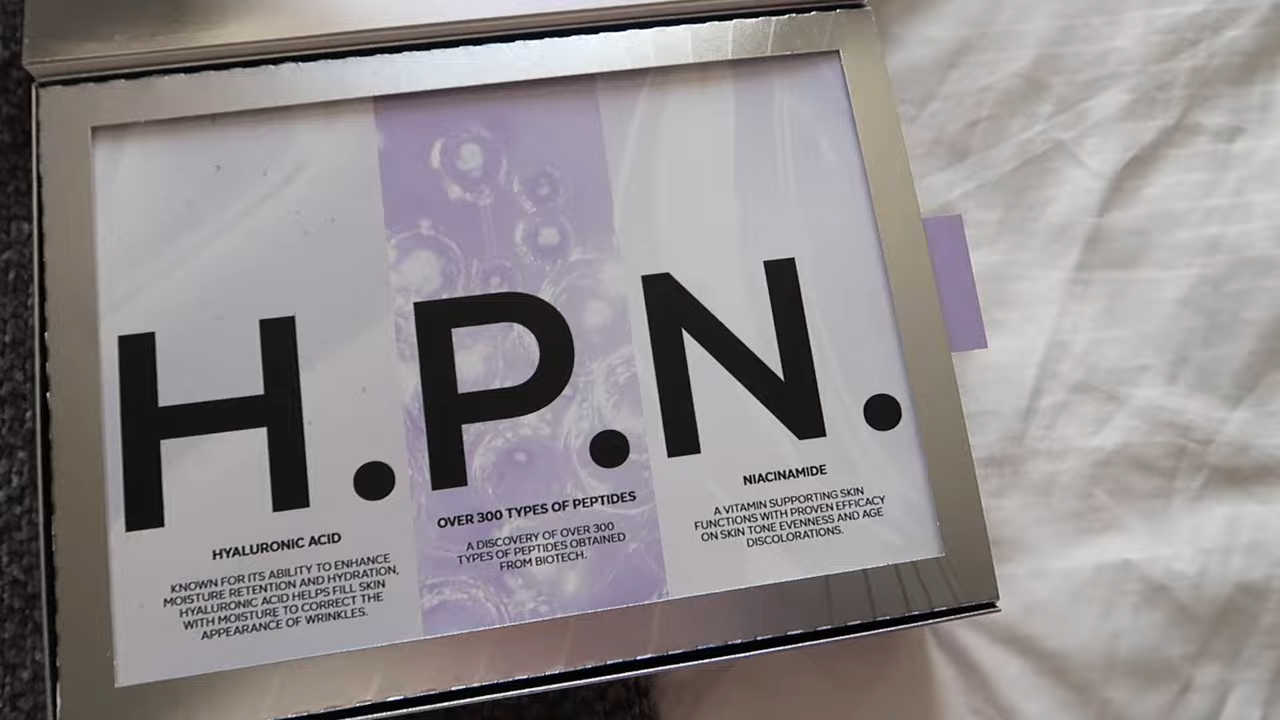 H.P.N.
HYALURONIC ACID
KNOWN FOR ITS ABILITY TO ENHANCE
MOISTURE RETENTION AND HYDRATION,
HYALURONIC ACID HELPS FILL SKIN
WITH MOISTURE TO CORRECT THE
APPEARANCE OF WRINKLES.
OVER 300 TYPES OF PEPTIDES
A DISCOVERY OF OVER 300
TYPES OF PEPTIDES OBTAINED
FROM BIOTECH.
NIACINAMIDE
A VITAMIN SUPPORTING SKIN
FUNCTIONS WITH PROVEN EFFICACY
ON SKIN TONE EVENNESS AND AGE
DISCOLORATIONS.